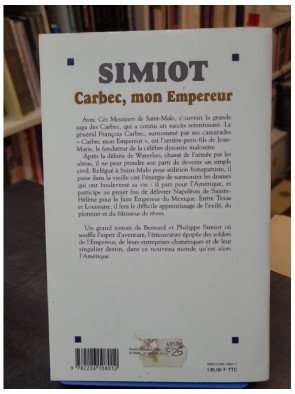 SIMIOT
Carbec, mon Empereur
Avec Ces Messieurs de Saint-Malo, s'ouvrait la grande
saga des Carbec, qui a connu un succès retentissant. Le
général François Carbec, surnommé par ses camarades
« Carbec, mon Empereur », est l'arrière-petit-fils de Jean-
Marie, le fondateur de la célèbre dynastie malouine.
Après la défaite de Waterloo, chassé de l'armée par les
ultras, il ne peut prendre son parti de devenir un simple
civil. Relégué à Saint-Malo pour sédition bonapartiste, il
puise dans la vieille cité l'énergie de surmonter les drames
qui ont bouleversé sa vie : il part pour l'Amérique, et
participe au projet fou de délivrer Napoléon de Sainte-
Hélène pour le faire Empereur du Mexique. Entre Texas
et Louisiane, il fera le difficile apprentissage de l'exilé, du
pionnier et du bâtisseur de rêves.
Un grand roman de Bernard et Philippe Simiot où
souffle l'esprit d'aventure, l'émouvante épopée des soldats
de l'Empereur, de leurs entreprises chimériques et de leur
singulier destin, dans ce nouveau monde qu'est alors
l'Amérique.
9 782226 108012
135,00 F TTC